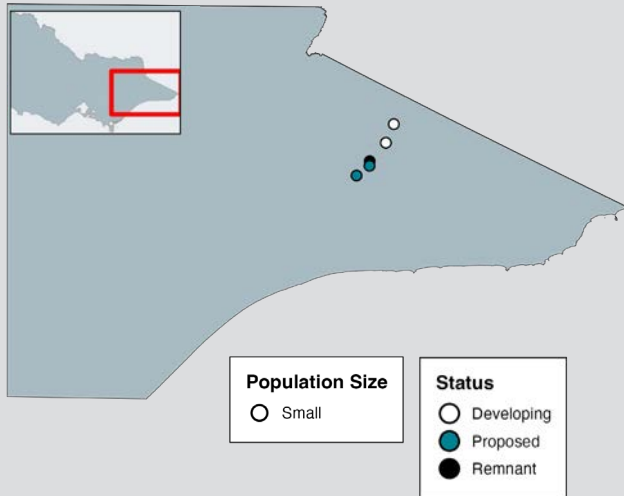 Population Size
Small
Status
Developing
Proposed
Remnant